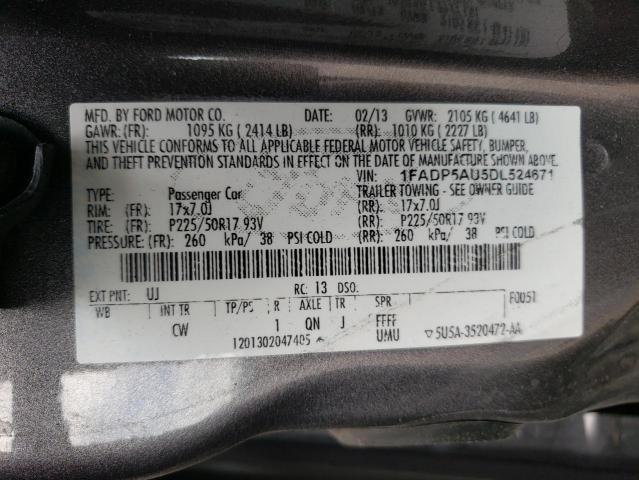 MFD. BY FORD MOTOR CO. DATE: 02/13 GVWR: 2105 KG ( 4641 LB)
GAWR: (FR): 1095 KG ( 2414 LB) (RR): 1010 KG ( 2227 LB)
THIS VEHICLE CONFORMS TO ALL APPLICABLE FEDERAL MOTOR VEHICLE SAFETY, BUMPER,
AND THEFT PREVENTION STANDARDS IN EFFECT ON THE DATE OF MANUFACTURE SHOWN ABOVE.
VIN: 1FADP5AU5DL524671
TYPE: Passenger Car TRAILER TOWING - SEE OWNER GUIDE
RIM: 17x7.0J 17x7.0J
TIRE: P225/50R17 93V P225/50R17 93V
PRESSURE: (FR): 260 kPa/ 38 PSI COLD (RR): 260 kPa/ 38 PSI COLD
EXT PNT: UJ RC: 13 DSO: F0051
WB INT TR TP/PS R AXLE TR SPR
CW 1 QN J FFFF
1201302047405 UMU ▽5U5A-3520472-AA